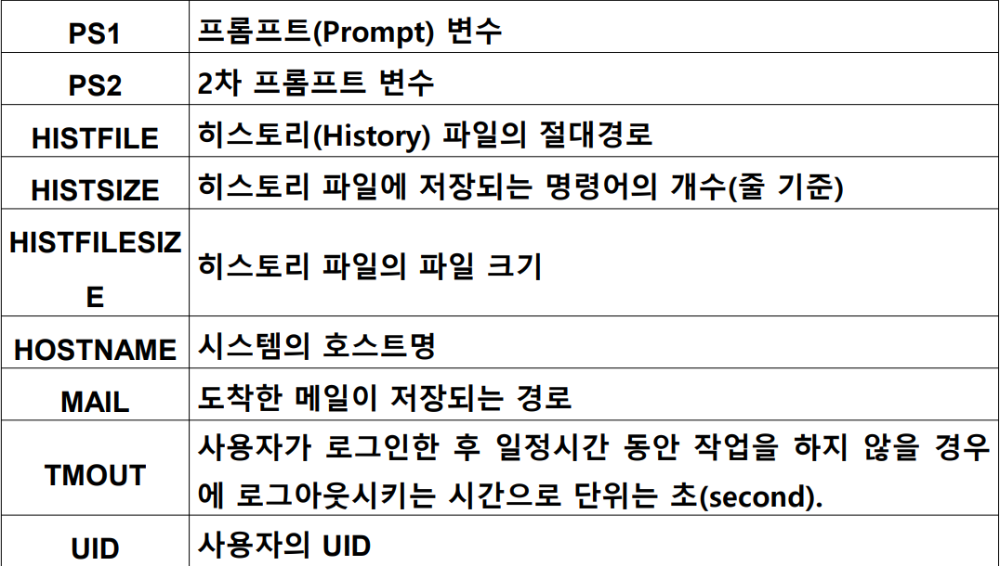 PS1
프롬프트(Prompt) 변수
PS2
2차 프롬프트 변수
HISTFILE
히스토리(History) 파일의 절대경로
HISTSIZE
히스토리 파일에 저장되는 명령어의 개수(줄 기준)
HISTFILESIZ
E
히스토리 파일의 파일 크기
HOSTNAME
시스템의 호스트명
MAIL
도착한 메일이 저장되는 경로
TMOUT
사용자가 로그인한 후 일정시간 동안 작업을 하지 않을 경우
에 로그아웃시키는 시간으로 단위는 초(second).
UID
사용자의 UID